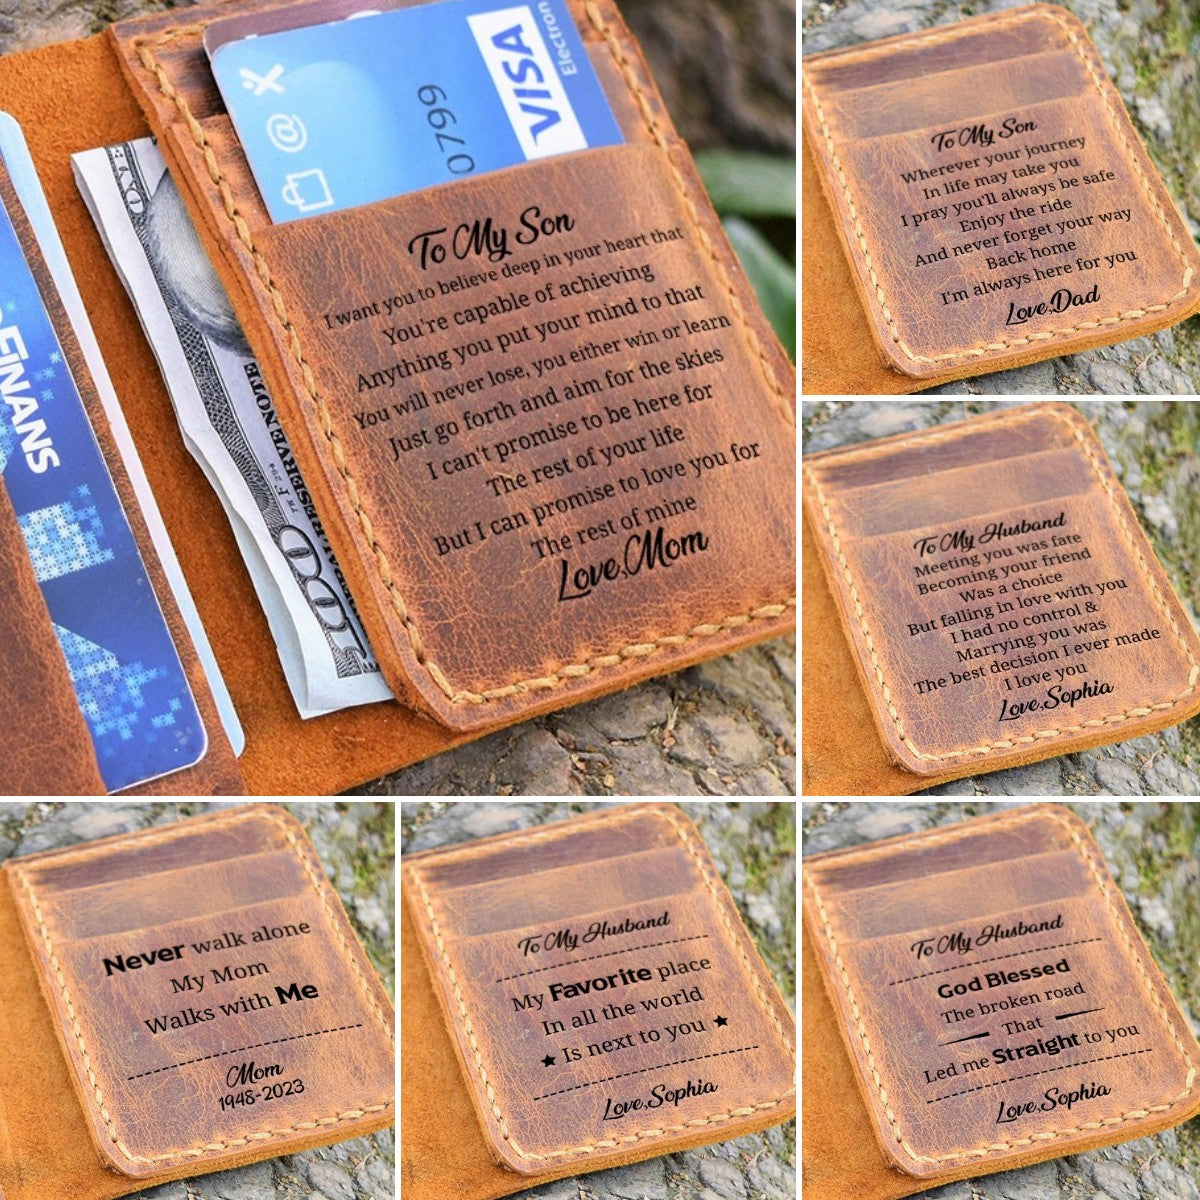 VISA
Electron
0799
@
FINANS
RESERVE NOTE
F 294
100
To My Son
I want you to believe deep in your heart that
You're capable of achieving
Anything you put your mind to that
You will never lose, you either win or learn
Just go forth and aim for the skies
I can't promise to be here for
The rest of your life
But I can promise to love you for
The rest of mine
Love,Mom
To My Son
Wherever your journey
In life may take you
I pray you'll always be safe
Enjoy the ride
And never forget your way
Back home
I'm always here for you
Love,Dad
To My Husband
Meeting you was fate
Becoming your friend
Was a choice
But falling in love with you
I had no control &
Marrying you was
The best decision I ever made
I love you
Love,Sophia
Never walk alone
My Mom
Walks with Me
Mom
1948-2023
To My Husband
My Favorite place
In all the world
★ Is next to you ★
Love,Sophia
To My Husband
God Blessed
The broken road
That
Led me Straight to you
Love,Sophia